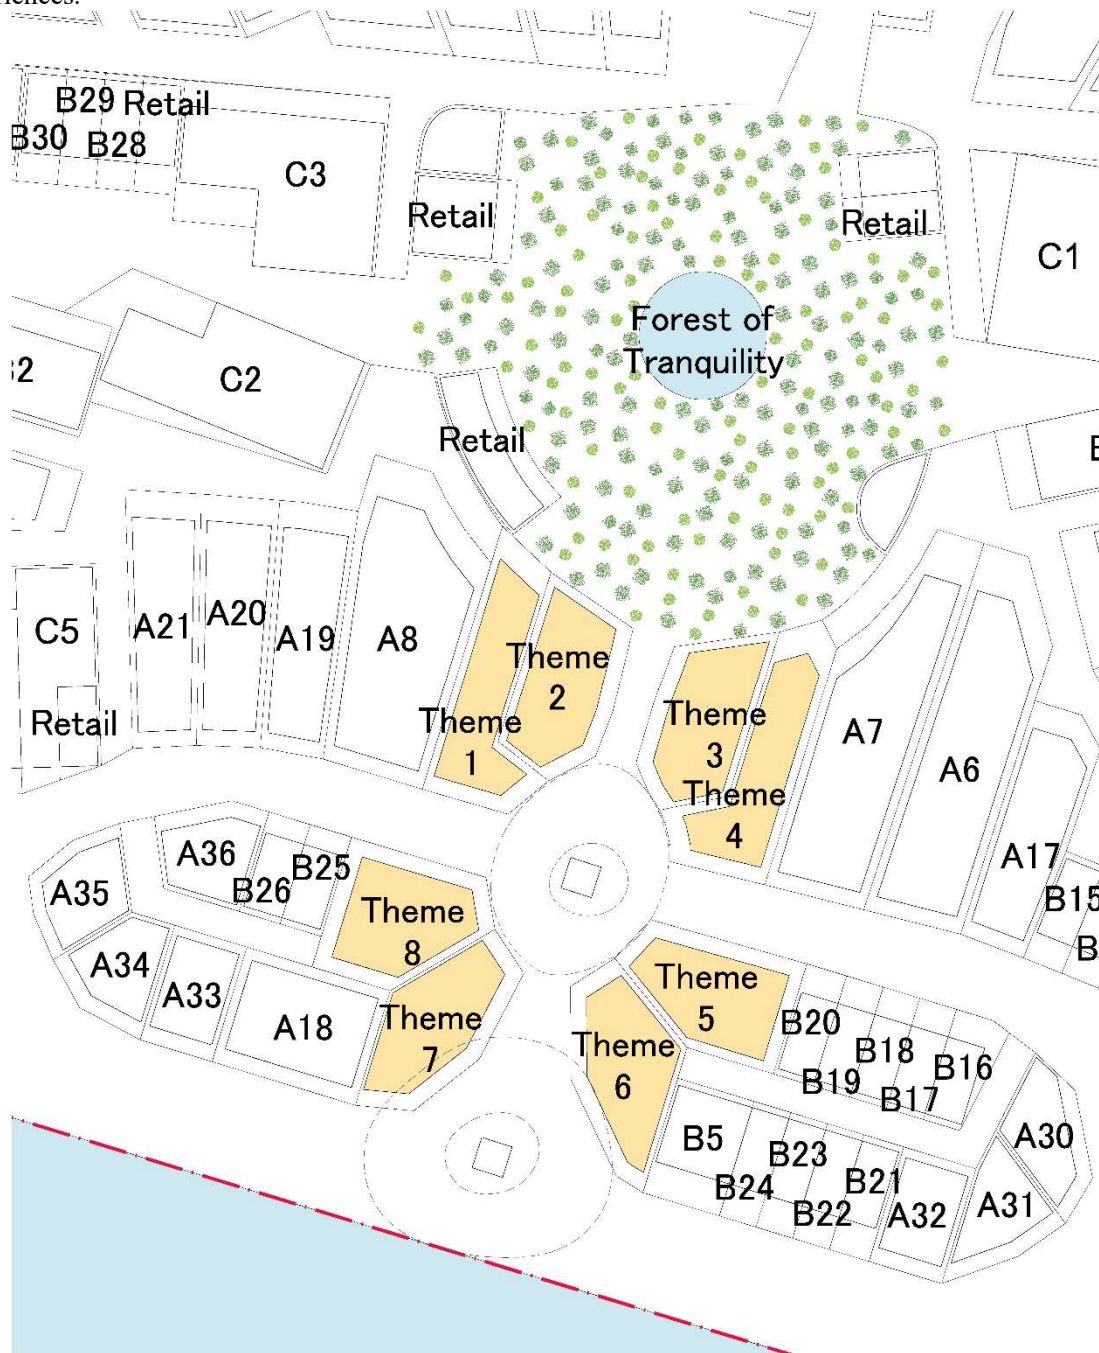 B29 Retail
B30 B28
C3
Retail
Retail
C1
Forest of
Tranquility
C2
Retail
A21
A20
A19
A8
C5
Retail
Theme
1
Theme
2
Theme
3
Theme
4
A7
A6
A17
B15
A36
B26
B25
A35
A34
A33
A18
Theme
8
Theme
7
Theme
5
Theme
6
B20
B19
B18
B17
B16
B5
B24
B23
B22
B21
A32
A31
A30